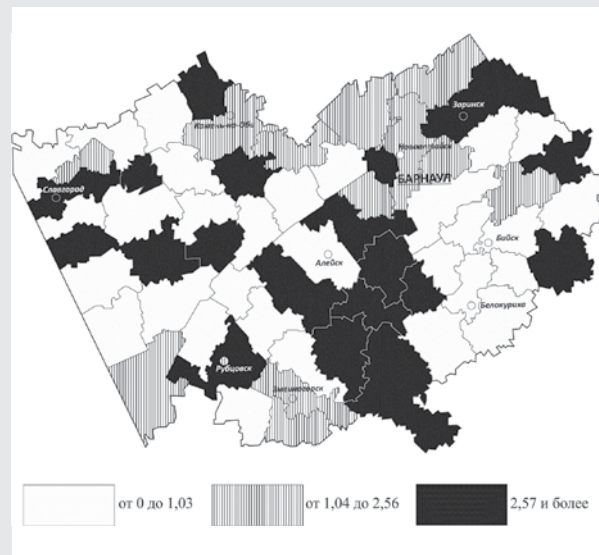 Камень-на-Оби
Заринск
Новоалтайск
БАРНАУЛ
Славгород
Бийск
Алейск
Белокуриха
Рубцовск
Змеиногорск
от 0 до 1,03
от 1,04 до 2,56
2,57 и более